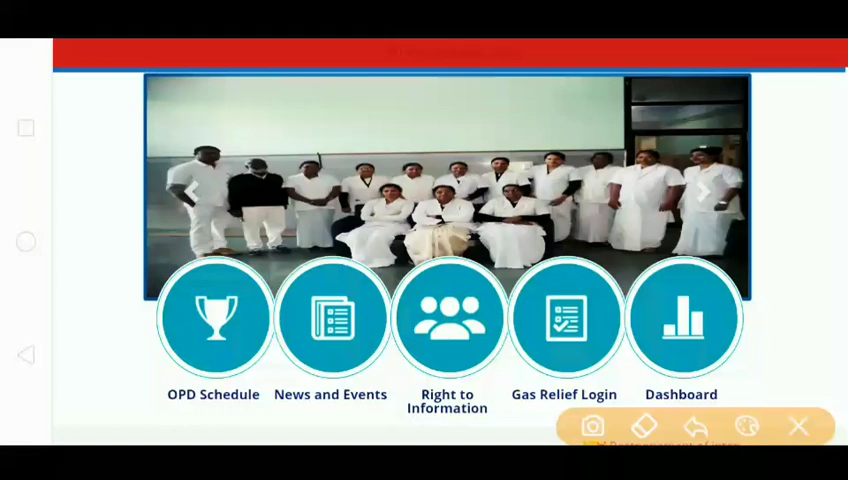 OPD Schedule
News and Events
Right to
Information
Gas Relief Login
Dashboard